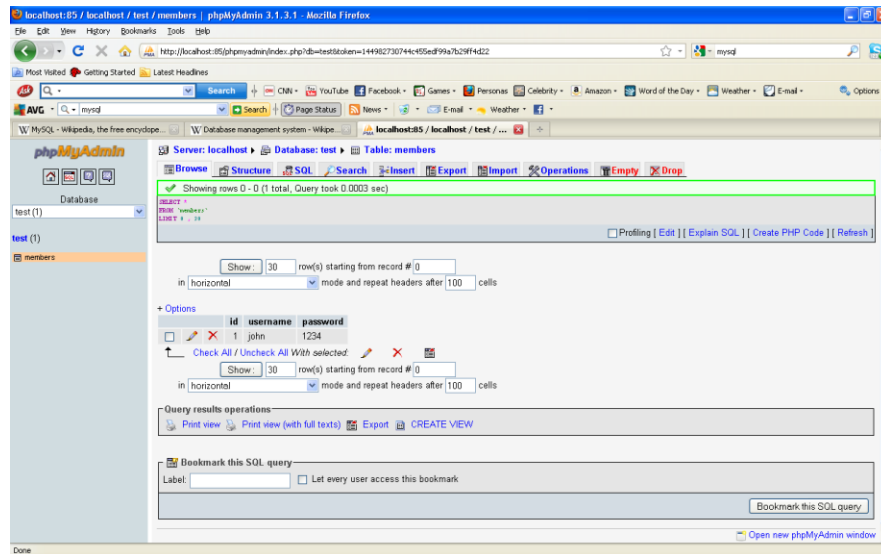 localhost:85 / localhost / test / members | phpMyAdmin 3.1.3.1 - Mozilla Firefox
File Edit View History Bookmarks Tools Help
http://localhost:85/phpmyadmin/index.php?db=test&token=144982730744c455edf99a7b29ff4d22 mysql
Most Visited Getting Started Latest Headlines
Search CNN YouTube Facebook Games Personas Celebrity Amazon Word of the Day Weather E-mail Options
AVG mysql Search Page Status News E-mail Weather
MySQL - Wikipedia, the free encyclope... Database management system - Wikipe... localhost:85 / localhost / test / ...
phpMyAdmin
Database
test (1)
test (1)
members
Server: localhost Database: test Table: members
Browse Structure SQL Search Insert Export Import Operations Empty Drop
Showing rows 0 - 0 (1 total, Query took 0.0003 sec)
SELECT *
FROM `members`
LIMIT 0 , 30
Profiling [ Edit ] [ Explain SQL ] [ Create PHP Code ] [ Refresh ]
Show : 30 row(s) starting from record # 0
in horizontal mode and repeat headers after 100 cells
+ Options
id username password
1 john 1234
Check All / Uncheck All With selected:
Show : 30 row(s) starting from record # 0
in horizontal mode and repeat headers after 100 cells
Query results operations
Print view Print view (with full texts) Export CREATE VIEW
Bookmark this SQL query
Label: Let every user access this bookmark
Bookmark this SQL query
Open new phpMyAdmin window
Done